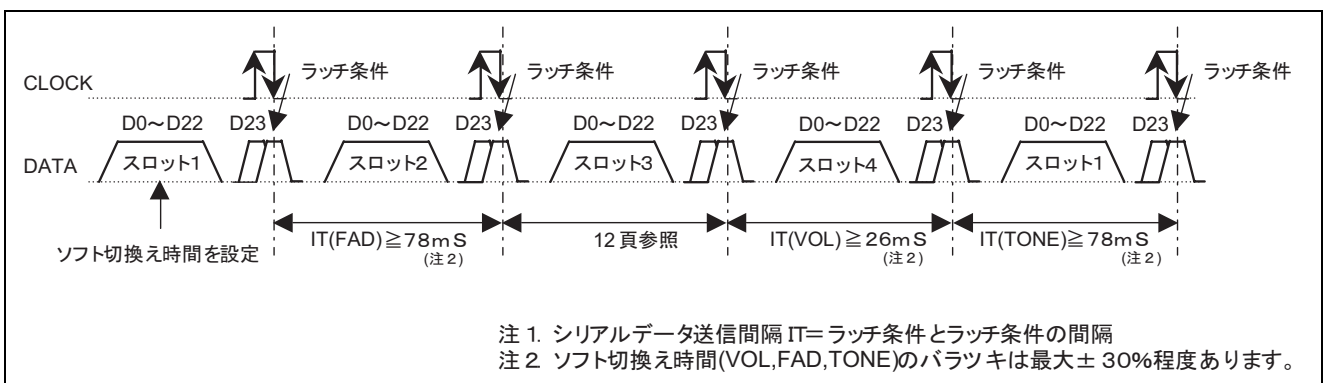 CLOCK ラッチ条件 ラッチ条件 ラッチ条件 ラッチ条件 ラッチ条件
D0～D22 D23 D0～D22 D23 D0～D22 D23 D0～D22 D23 D0～D22 D23
DATA スロット1 スロット2 スロット3 スロット4 スロット1
ソフト切換え時間を設定 IT(FAD)≧78mS 12頁参照 IT(VOL)≧26mS IT(TONE)≧78mS
(注2) (注2) (注2)
注 1. シリアルデータ送信間隔 IT=ラッチ条件とラッチ条件の間隔
注 2 ソフト切換え時間(VOL,FAD,TONE)のバラツキは最大±30%程度あります。